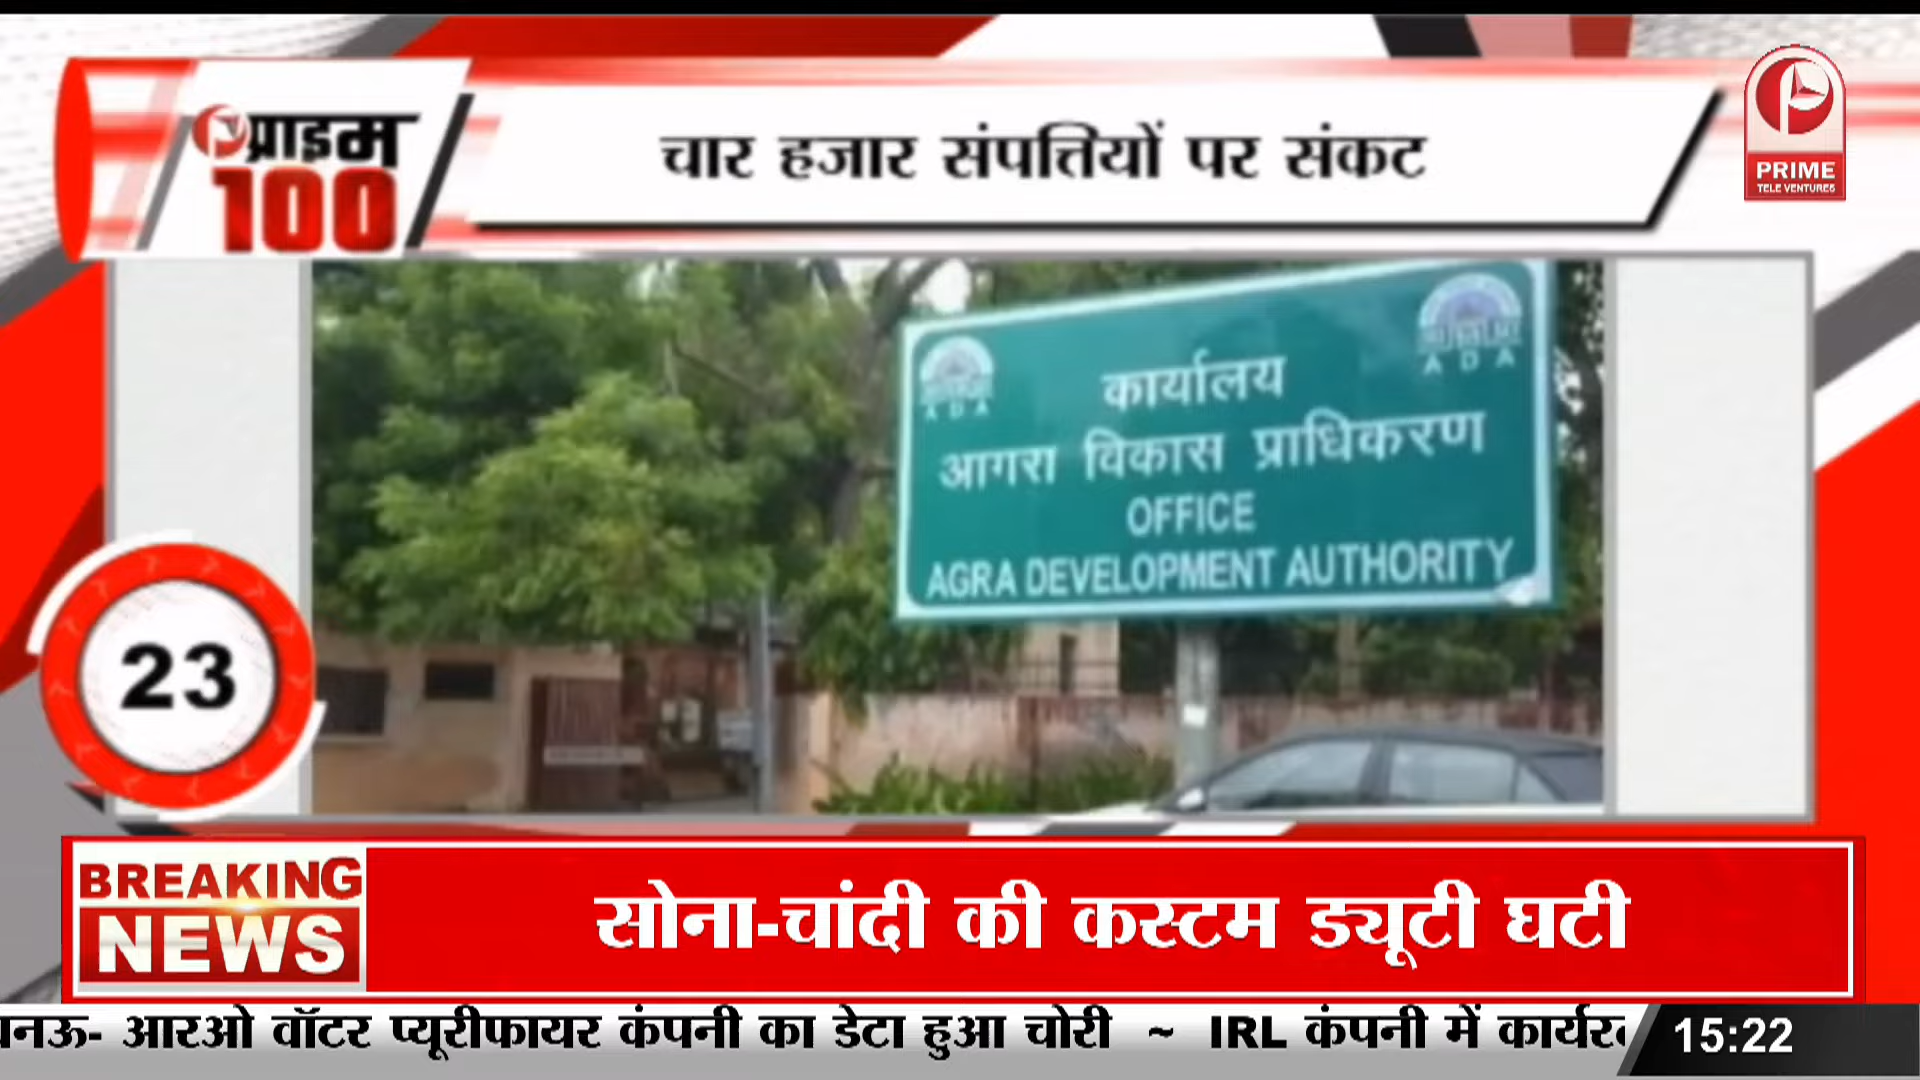 प्राइम
100
चार हजार संपत्तियों पर संकट
PRIME
TELE VENTURES
ADA
ADA
कार्यालय
आगरा विकास प्राधिकरण
OFFICE
AGRA DEVELOPMENT AUTHORITY
23
BREAKING
NEWS
सोना-चांदी की कस्टम ड्यूटी घटी
आरओ वॉटर प्यूरीफायर कंपनी का डेटा हुआ चोरी ~ IRL कंपनी में
15:22